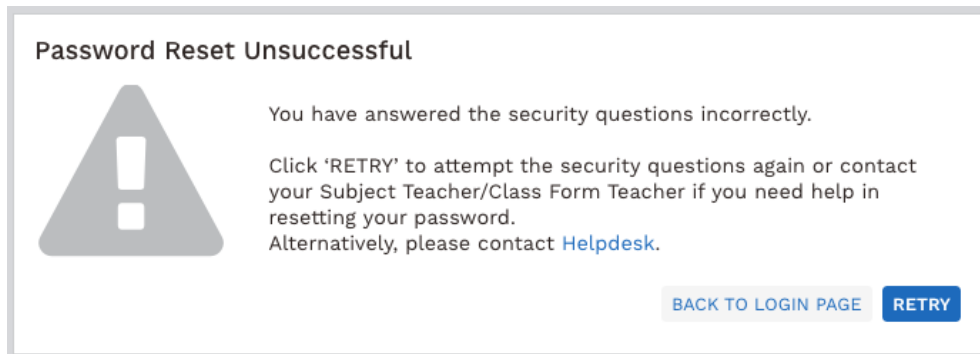 Password Reset Unsuccessful
You have answered the security questions incorrectly.
Click ‘RETRY’ to attempt the security questions again or contact
your Subject Teacher/Class Form Teacher if you need help in
resetting your password.
Alternatively, please contact Helpdesk.
BACK TO LOGIN PAGE
RETRY